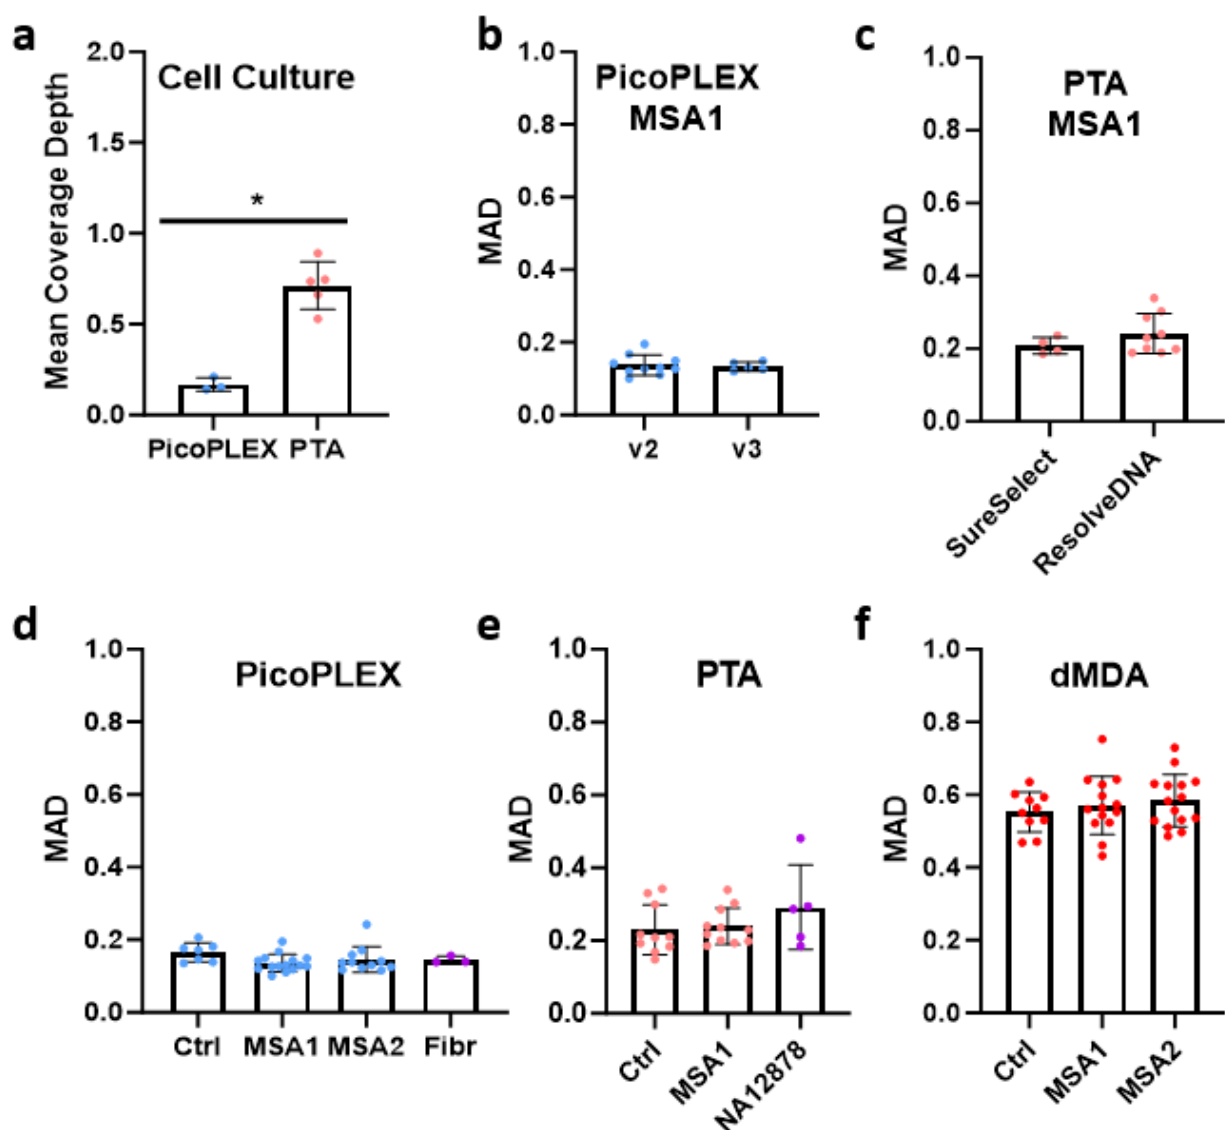 a
2.0
1.5
1.0
0.5
0.0
Mean Coverage Depth
Cell Culture
*
PicoPLEX PTA
b
1.0
0.8
0.6
0.4
0.2
0.0
MAD
PicoPLEX
MSA1
v2 v3
c
1.0
0.8
0.6
0.4
0.2
0.0
MAD
PTA
MSA1
SureSelect
ResolveDNA
d
1.0
0.8
0.6
0.4
0.2
0.0
MAD
PicoPLEX
Ctrl MSA1 MSA2 Fibr
e
1.0
0.8
0.6
0.4
0.2
0.0
MAD
PTA
Ctrl
MSA1
NA12878
f
1.0
0.8
0.6
0.4
0.2
0.0
MAD
dMDA
Ctrl
MSA1
MSA2